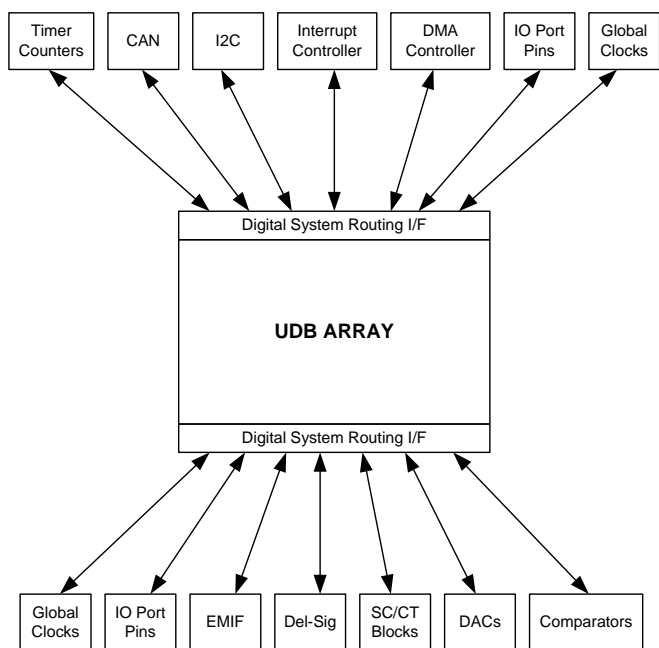 Timer
Counters
CAN
I2C
Interrupt
Controller
DMA
Controller
IO Port
Pins
Global
Clocks
Digital System Routing I/F
UDB ARRAY
Digital System Routing I/F
Global
Clocks
IO Port
Pins
EMIF
Del-Sig
SC/CT
Blocks
DACs
Comparators